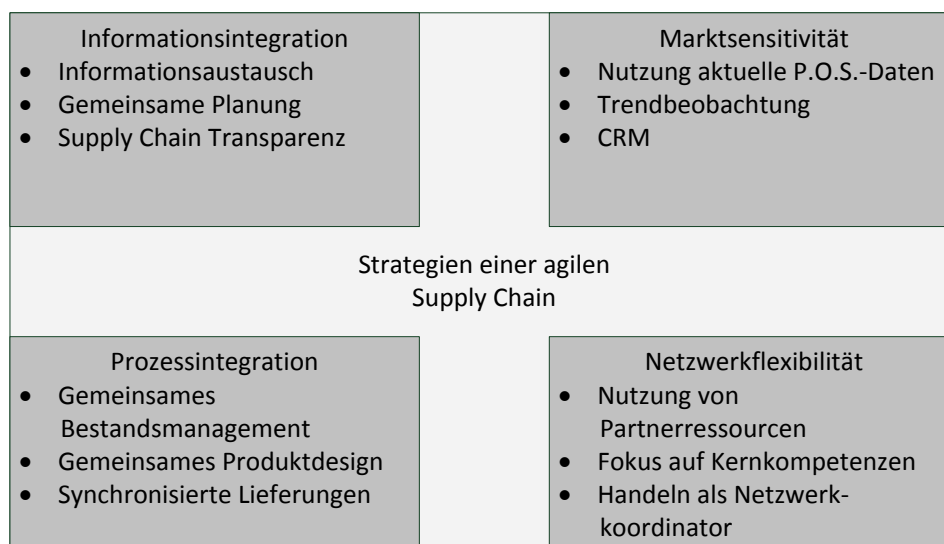 Informationsintegration
• Informationsaustausch
• Gemeinsame Planung
• Supply Chain Transparenz
Marktsensitivität
• Nutzung aktuelle P.O.S.-Daten
• Trendbeobachtung
• CRM
Strategien einer agilen
Supply Chain
Prozessintegration
• Gemeinsames
Bestandsmanagement
• Gemeinsames Produktdesign
• Synchronisierte Lieferungen
Netzwerkflexibilität
• Nutzung von
Partnerressourcen
• Fokus auf Kernkompetenzen
• Handeln als Netzwerk-
koordinator